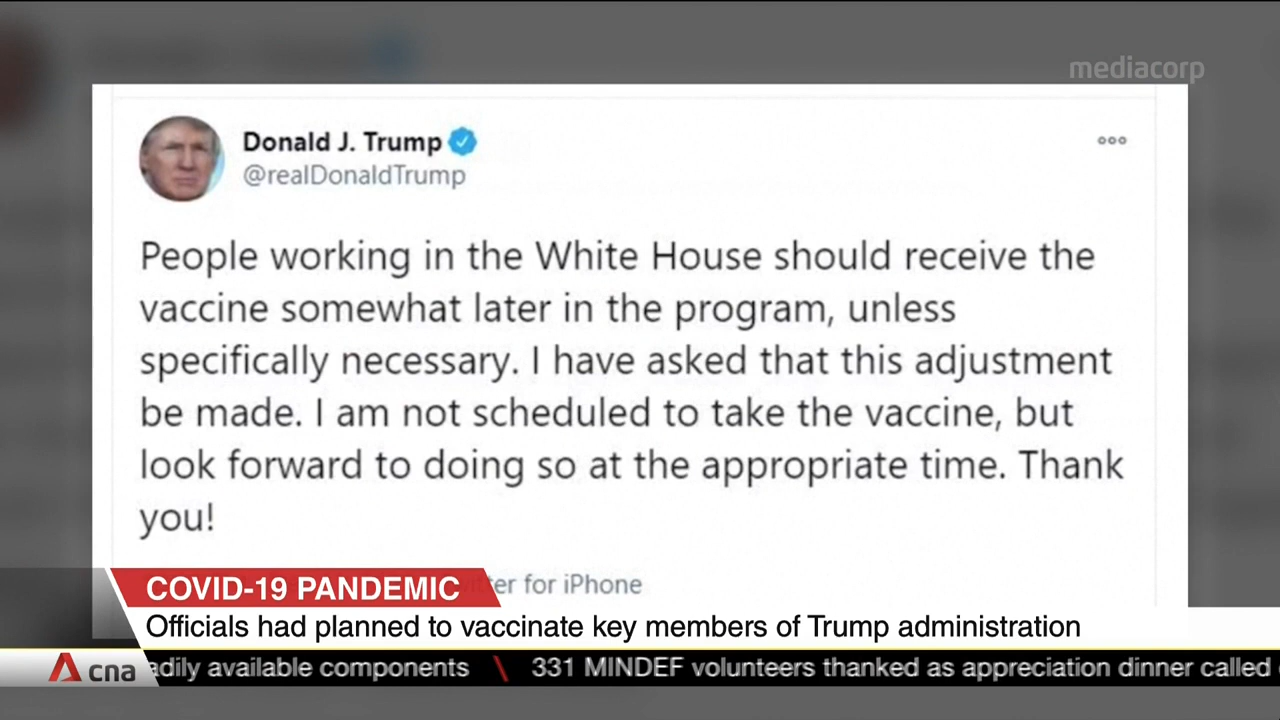 mediacorp
Donald J. Trump
@realDonaldTrump
People working in the White House should receive the
vaccine somewhat later in the program, unless
specifically necessary. I have asked that this adjustment
be made. I am not scheduled to take the vaccine, but
look forward to doing so at the appropriate time. Thank
you!
for iPhone
COVID-19 PANDEMIC
Officials had planned to vaccinate key members of Trump administration
cna
available components \ 331 MINDEF volunteers thanked as appreciation dinner called